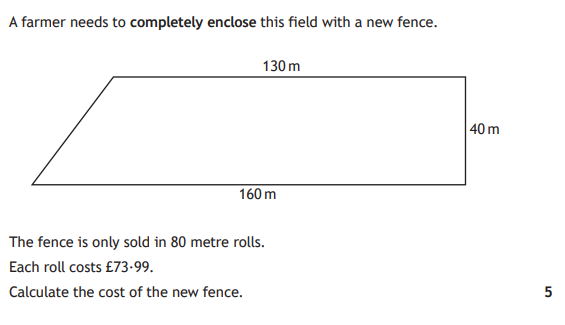 A farmer needs to completely enclose this field with a new fence.
130 m
40 m
160 m
The fence is only sold in 80 metre rolls.
Each roll costs £73·99.
Calculate the cost of the new fence.
5